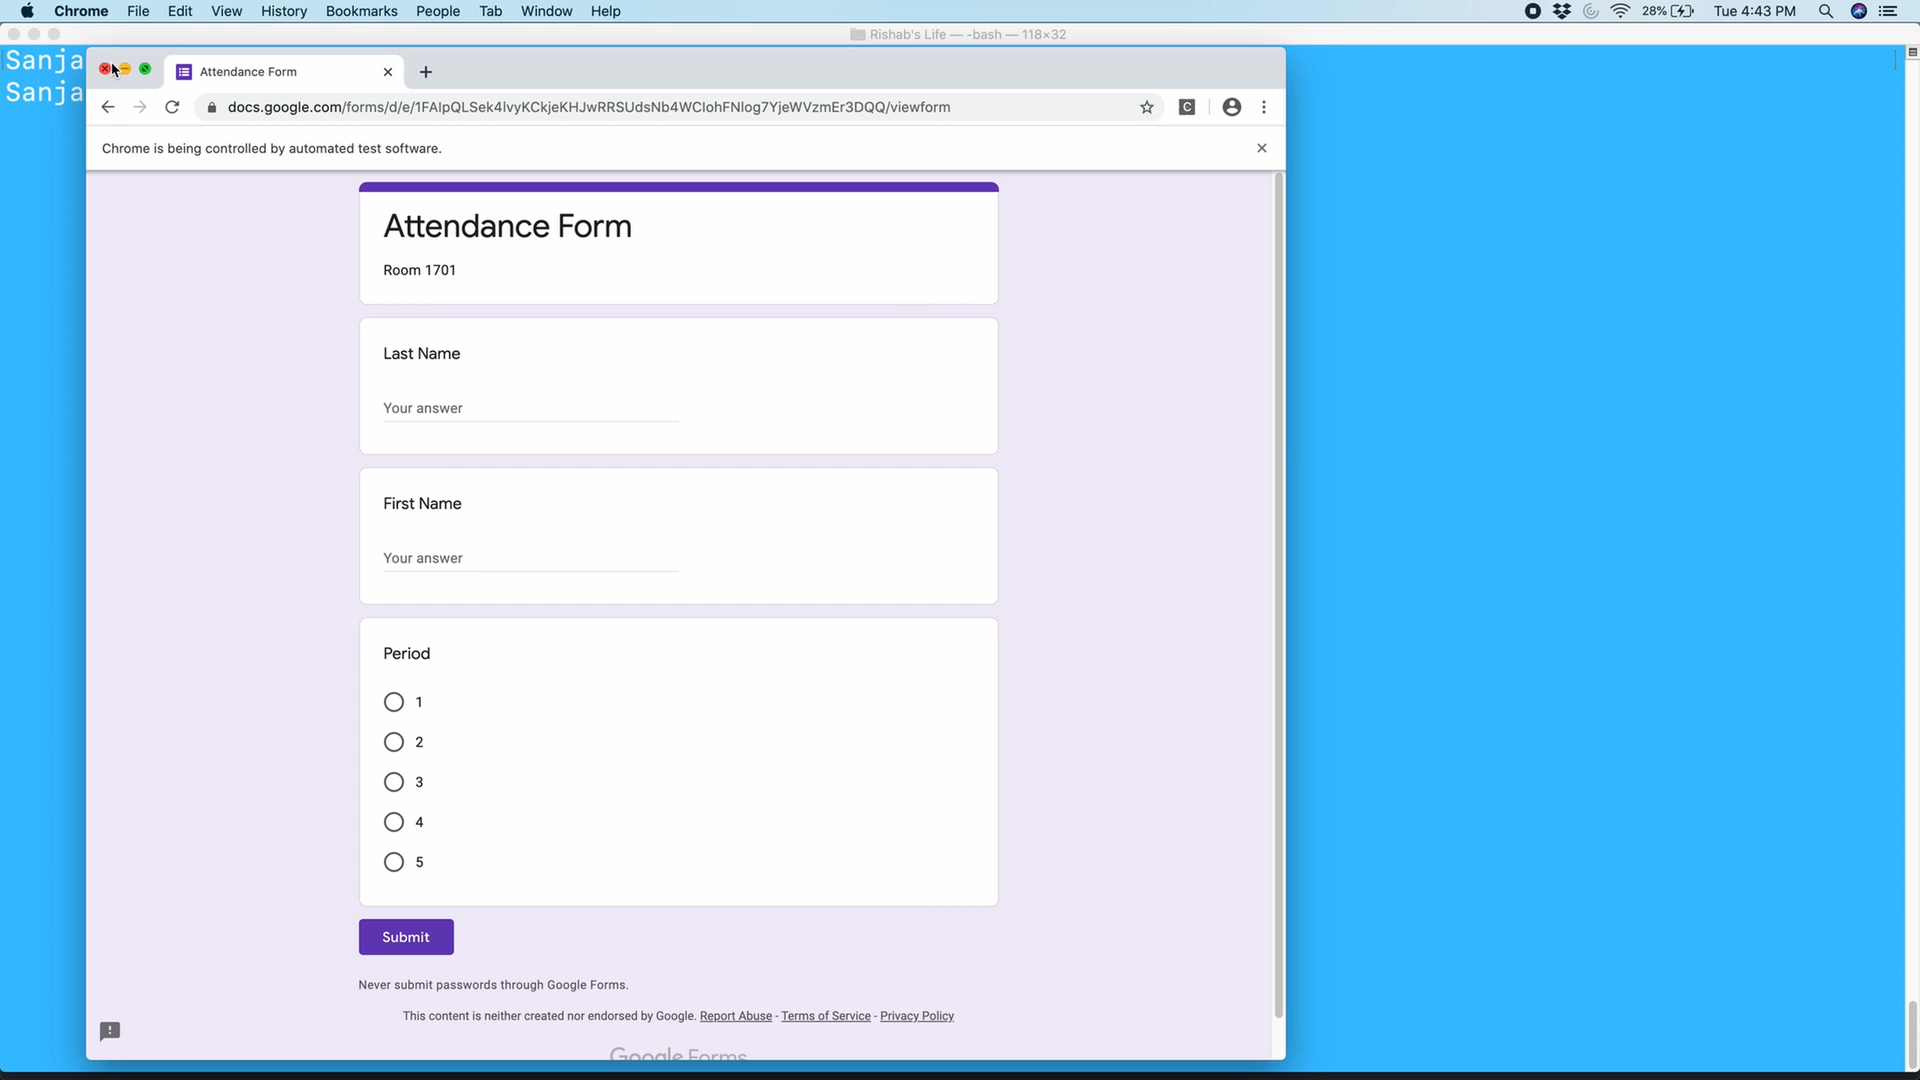 Chrome File Edit View History Bookmarks People Tab Window Help 28% Tue 4:43 PM
Rishab's Life — -bash — 118×32
Sanja
Sanja
Attendance Form
docs.google.com/forms/d/e/1FAIpQLSek4IvyKCkjeKHJwRRSUdsNb4WCIohFNIog7YjeWVzmEr3DQQ/viewform
Chrome is being controlled by automated test software.
Attendance Form
Room 1701
Last Name
Your answer
First Name
Your answer
Period
1
2
3
4
5
Submit
Never submit passwords through Google Forms.
This content is neither created nor endorsed by Google. Report Abuse - Terms of Service - Privacy Policy
Google Forms